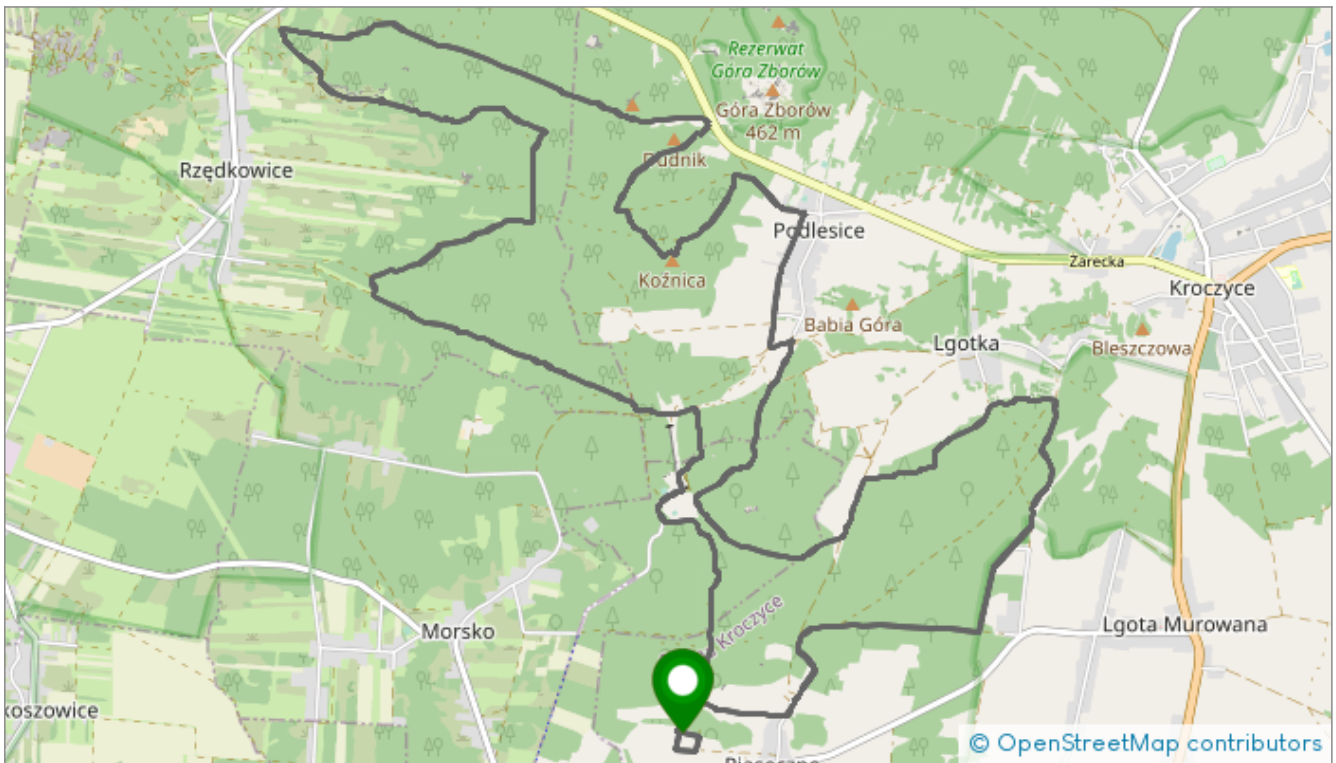 Rezerwat
Góra Zborów
Góra Zborów
462 m
Rudnik
Rzędkowice
Podlesice
Żarecka
Koźnica
Kroczyce
Babia Góra
Lgotka
Bleszczowa
Kroczyce
Lgota Murowana
Morsko
koszowice
© OpenStreetMap contributors